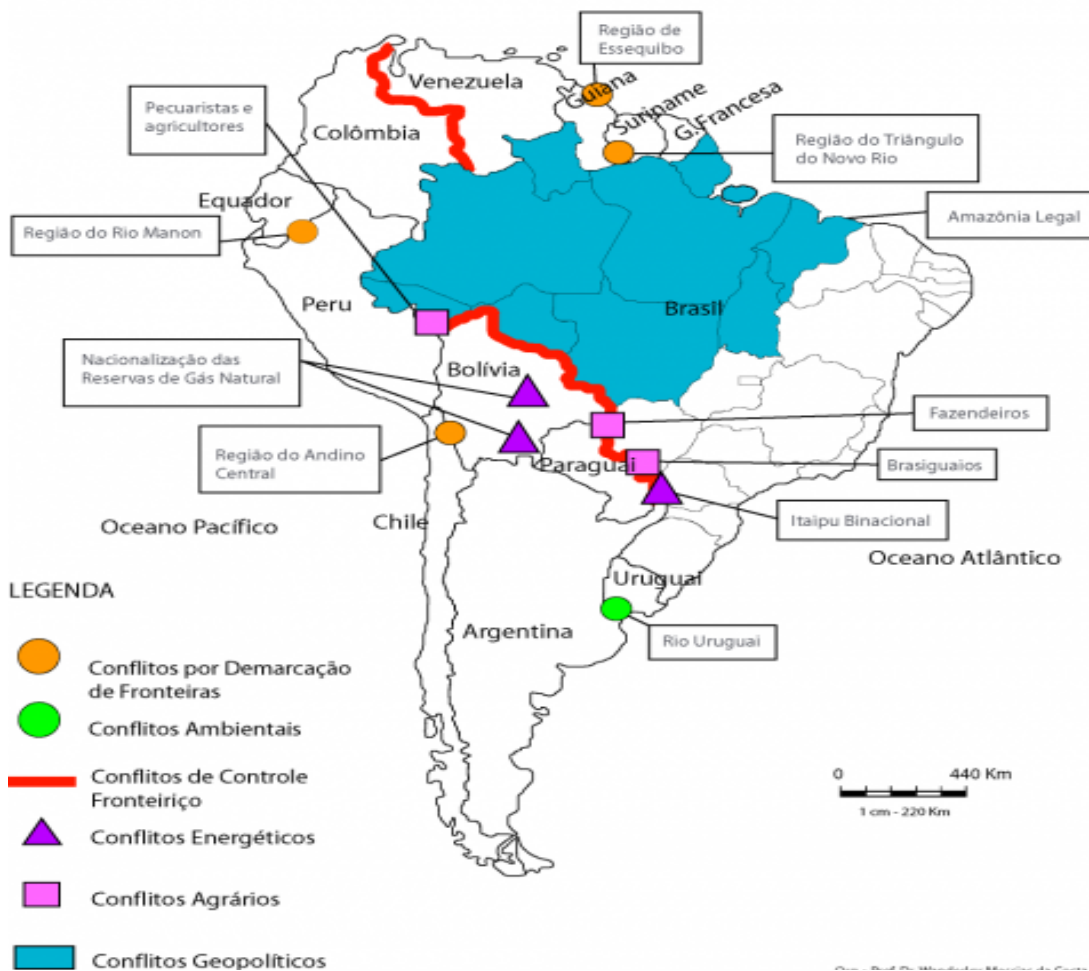 Região de
Essequibo
Venezuela
Guiana
Suriname
G.Francesa
Pecuaristas e
agricultores
Colômbia
Região do Triângulo
do Novo Rio
Equador
Amazônia Legal
Região do Rio Manon
Peru
Brasil
Nacionalização das
Reservas de Gás Natural
Bolívia
Fazendeiros
Região do Andino
Central
Paraguai
Brasiguaios
Chile
Oceano Pacífico
Itaipu Binacional
Oceano Atlântico
Uruguai
LEGENDA
Argentina
Rio Uruguai
Conflitos por Demarcação
de Fronteiras
Conflitos Ambientais
Conflitos de Controle
Fronteiriço
0 440 Km
1 cm - 220 Km
Conflitos Energéticos
Conflitos Agrários
Conflitos Geopolíticos